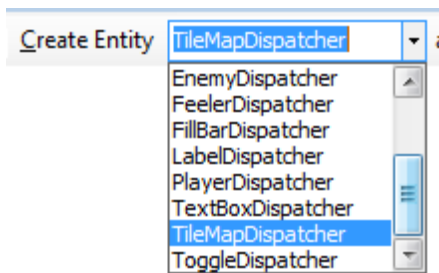 Create Entity TileMapDispatcher
EnemyDispatcher
FeelerDispatcher
FillBarDispatcher
LabelDispatcher
PlayerDispatcher
TextBoxDispatcher
TileMapDispatcher
ToggleDispatcher